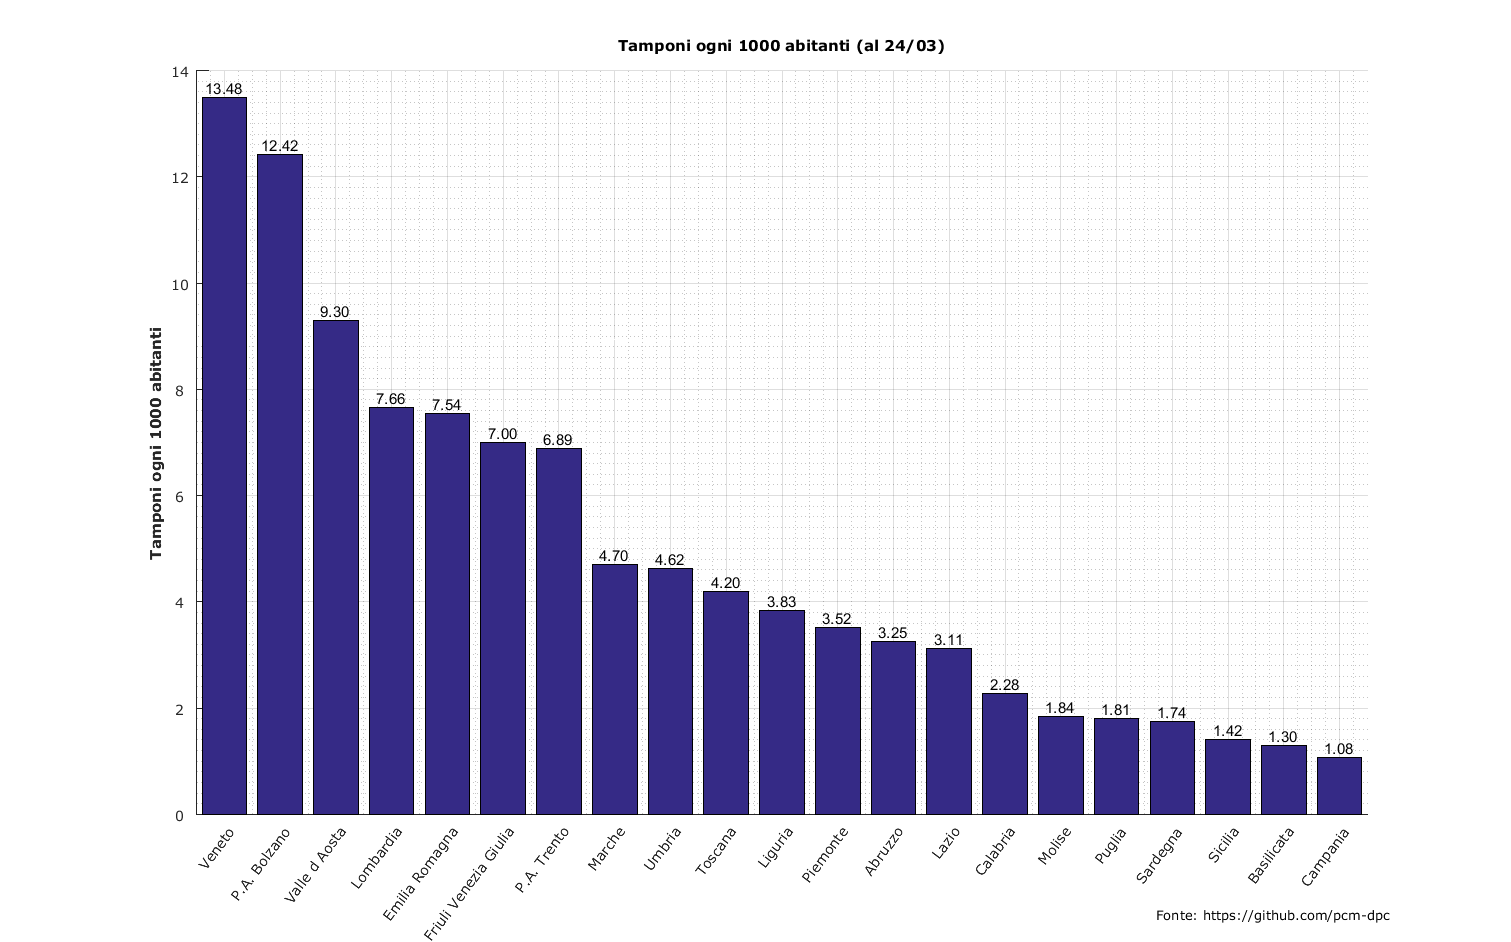 Tamponi ogni 1000 abitanti (al 24/03)
Tamponi ogni 1000 abitanti
14
12
10
8
6
4
2
0
13.48
12.42
9.30
7.66
7.54
7.00
6.89
4.70
4.62
4.20
3.83
3.52
3.25
3.11
2.28
1.84
1.81
1.74
1.42
1.30
1.08
Veneto
P.A. Bolzano
Valle d Aosta
Lombardia
Emilia Romagna
Friuli Venezia Giulia
P.A. Trento
Marche
Umbria
Toscana
Liguria
Piemonte
Abruzzo
Lazio
Calabria
Molise
Puglia
Sardegna
Sicilia
Basilicata
Campania
Fonte: https://github.com/pcm-dpc